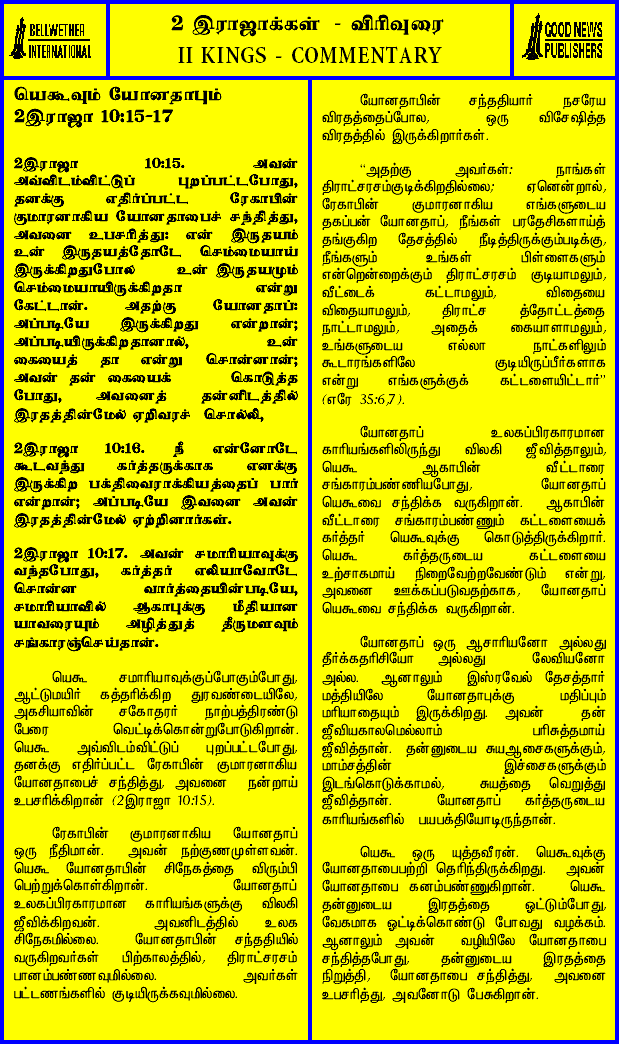 BELLWETHER
INTERNATIONAL
2 இராஜாக்கள் - விரிவுரை
II KINGS - COMMENTARY
GOOD NEWS
PUBLISHERS
யெகூவும் யோனதாபும்
2இராஜா 10:15-17
2இராஜா 10:15. அவன்
அவ்விடம்விட்டுப் புறப்பட்டபோது,
தனக்கு எதிர்ப்பட்ட ரேகாபின்
குமாரனாகிய யோனதாபைச் சந்தித்து,
அவனை உபசரித்து: என் இருதயம்
உன் இருதயத்தோடே செம்மையாய்
இருக்கிறதுபோல உன் இருதயமும்
செம்மையாயிருக்கிறதா என்று
கேட்டான். அதற்கு யோனதாப்:
அப்படியே இருக்கிறது என்றான்;
அப்படியிருக்கிறதானால், உன்
கையைத் தா என்று சொன்னான்;
அவன் தன் கையைக் கொடுத்த
போது, அவனைத் தன்னிடத்தில்
இரதத்தின்மேல் ஏறிவரச் சொல்லி,
2இராஜா 10:16. நீ என்னோடே
கூடவந்து கர்த்தருக்காக எனக்கு
இருக்கிற பக்திவைராக்கியத்தைப் பார்
என்றான்; அப்படியே இவனை அவன்
இரதத்தின்மேல் ஏற்றினார்கள்.
2இராஜா 10:17. அவன் சமாரியாவுக்கு
வந்தபோது, கர்த்தர் எலியாவோடே
சொன்ன வார்த்தையின்படியே,
சமாரியாவில் ஆகாபுக்கு மீதியான
யாவரையும் அழித்துத் தீருமளவும்
சங்காரஞ்செய்தான்.
யெகூ சமாரியாவுக்குப்போகும்போது,
ஆட்டுமயிர் கத்தரிக்கிற துரவண்டையிலே,
அகசியாவின் சகோதரர் நாற்பத்திரண்டு
பேரை வெட்டிக்கொன்றுபோடுகிறான்.
யெகூ அவ்விடம்விட்டுப் புறப்பட்டபோது,
தனக்கு எதிர்ப்பட்ட ரேகாபின் குமாரனாகிய
யோனதாபைச் சந்தித்து, அவனை நன்றாய்
உபசரிக்கிறான் (2இராஜா 10:15).
ரேகாபின் குமாரனாகிய யோனதாப்
ஒரு நீதிமான். அவன் நற்குணமுள்ளவன்.
யெகூ யோனதாபின் சிநேகத்தை விரும்பி
பெற்றுக்கொள்கிறான். யோனதாப்
உலகப்பிரகாரமான காரியங்களுக்கு விலகி
ஜீவிக்கிறவன். அவனிடத்தில் உலக
சிநேகமில்லை. யோனதாபின் சந்ததியில்
வருகிறவர்கள் பிற்காலத்தில், திராட்சரசம்
பானம்பண்ணவுமில்லை. அவர்கள்
பட்டணங்களில் குடியிருக்கவுமில்லை.
யோனதாபின் சந்ததியார் நசரேய
விரதத்தைப்போல, ஒரு விசேஷித்த
விரதத்தில் இருக்கிறார்கள்.
“அதற்கு அவர்கள்: நாங்கள்
திராட்சரசம்குடிக்கிறதில்லை; ஏனென்றால்,
ரேகாபின் குமாரனாகிய எங்களுடைய
தகப்பன் யோனதாப், நீங்கள் பரதேசிகளாய்த்
தங்குகிற தேசத்தில் நீடித்திருக்கும்படிக்கு,
நீங்களும் உங்கள் பிள்ளைகளும்
என்றென்றைக்கும் திராட்சரசம் குடியாமலும்,
வீட்டைக் கட்டாமலும், விதையை
விதையாமலும், திராட்ச த்தோட்டத்தை
நாட்டாமலும், அதைக் கையாளாமலும்,
உங்களுடைய எல்லா நாட்களிலும்
கூடாரங்களிலே குடியிருப்பீர்களாக
என்று எங்களுக்குக் கட்டளையிட்டார்”
(எரே 35:6,7).
யோனதாப் உலகப்பிரகாரமான
காரியங்களிலிருந்து விலகி ஜீவித்தாலும்,
யெகூ ஆகாபின் வீட்டாரை
சங்காரம்பண்ணியபோது, யோனதாப்
யெகூவை சந்திக்க வருகிறான். ஆகாபின்
வீட்டாரை சங்காரம்பண்ணும் கட்டளையைக்
கர்த்தர் யெகூவுக்கு கொடுத்திருக்கிறார்.
யெகூ கர்த்தருடைய கட்டளையை
உற்சாகமாய் நிறைவேற்றவேண்டும் என்று,
அவனை ஊக்கப்படுவதற்காக, யோனதாப்
யெகூவை சந்திக்க வருகிறான்.
யோனதாப் ஒரு ஆசாரியனோ அல்லது
தீர்க்கதரிசியோ அல்லது லேவியனோ
அல்ல. ஆனாலும் இஸ்ரவேல் தேசத்தார்
மத்தியிலே யோனதாபுக்கு மதிப்பும்
மரியாதையும் இருக்கிறது. அவன் தன்
ஜீவியகாலமெல்லாம் பரிசுத்தமாய்
ஜீவித்தான். தன்னுடைய சுயஆசைகளுக்கும்,
மாம்சத்தின் இச்சைகளுக்கும்
இடங்கொடுக்காமல், சுயத்தை வெறுத்து
ஜீவித்தான். யோனதாப் கர்த்தருடைய
காரியங்களில் பயபக்தியோடிருந்தான்.
யெகூ ஒரு யுத்தவீரன். யெகூவுக்கு
யோனதாபைபற்றி தெரிந்திருக்கிறது. அவன்
யோனதாபை கனம்பண்ணுகிறான். யெகூ
தன்னுடைய இரதத்தை ஓட்டும்போது,
வேகமாக ஓட்டிக்கொண்டு போவது வழக்கம்.
ஆனாலும் அவன் வழியிலே யோனதாபை
சந்தித்தபோது, தன்னுடைய இரதத்தை
நிறுத்தி, யோனதாபை சந்தித்து, அவனை
உபசரித்து, அவனோடு பேசுகிறான்.